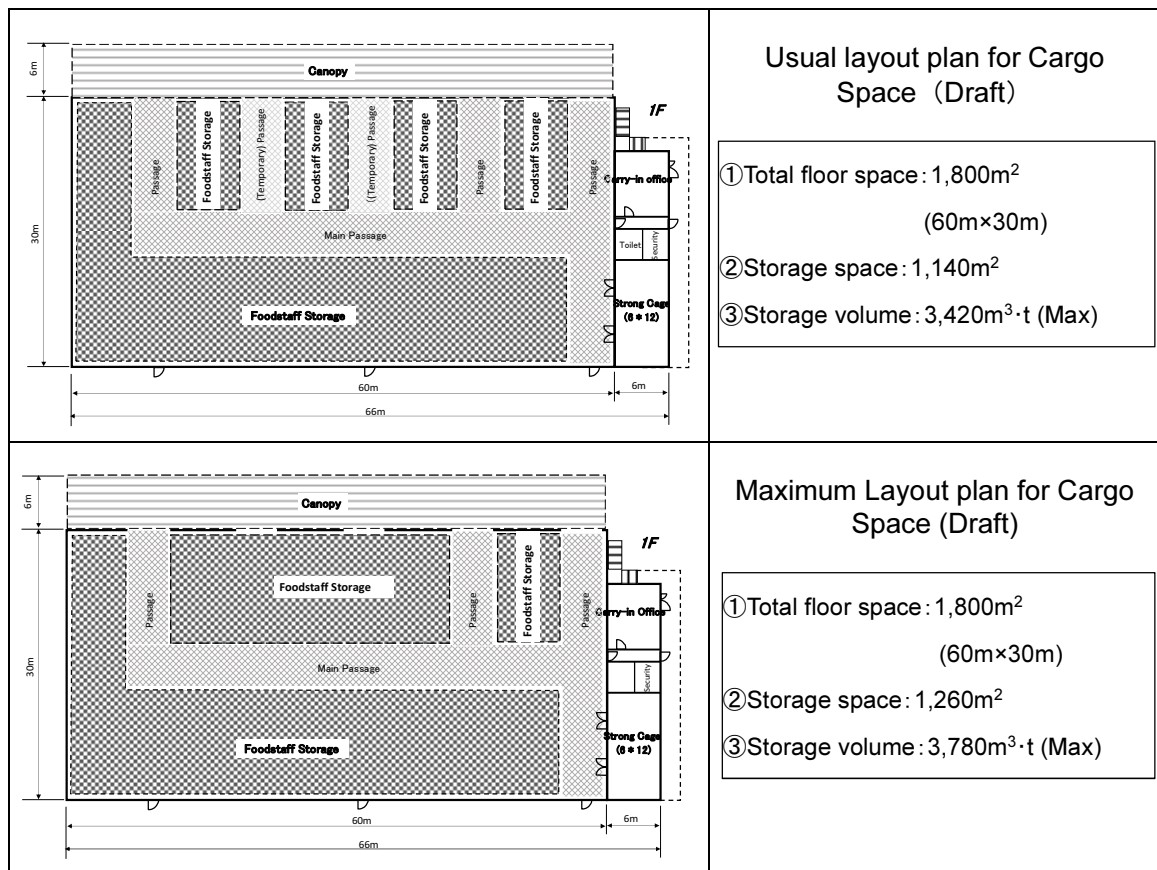 6m
Canopy
30m
Passage
Foodstaff Storage
(Temporary) Passage
Foodstaff Storage
((Temporary) Passage
Foodstaff Storage
Passage
Foodstaff Storage
Passage
Main Passage
Foodstaff Storage
1F
Carry-in office
Toilet
Security
Strong Cage
(6 * 12)
60m
6m
66m
Usual layout plan for Cargo
Space (Draft)
①Total floor space:1,800m²
(60m×30m)
②Storage space:1,140m²
③Storage volume:3,420m³·t (Max)
6m
Canopy
30m
Passage
Foodstaff Storage
Passage
Foodstaff Storage
Passage
Main Passage
Foodstaff Storage
1F
Carry-in Office
Security
Strong Cage
(6 * 12)
60m
6m
66m
Maximum Layout plan for Cargo
Space (Draft)
①Total floor space:1,800m²
(60m×30m)
②Storage space:1,260m²
③Storage volume:3,780m³·t (Max)